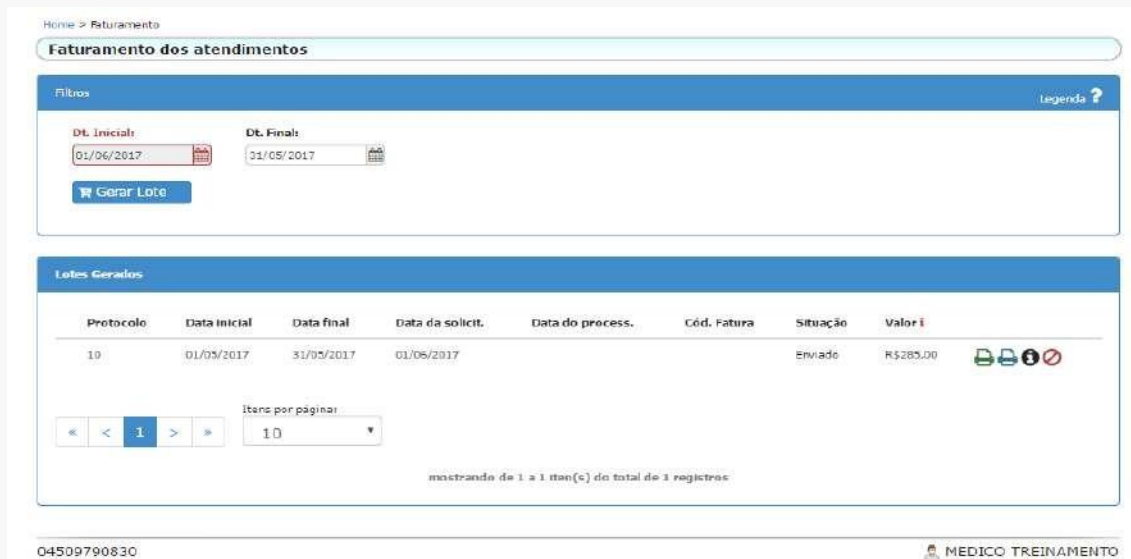 Home > Faturamento
Faturamento dos atendimentos
Filtros Legenda ?
Dt. Inicial: Dt. Final:
01/06/2017 31/05/2017
Gerar Lote
Lotes Gerados
Protocolo Data inicial Data final Data da solicit. Data do process. Cód. Fatura Situação Valor i
10 01/05/2017 31/05/2017 01/06/2017 Enviado R$285,00
Itens por página:
« < 1 > » 10
mostrando de 1 a 1 iten(s) do total de 1 registros
04509790830 MEDICO TREINAMENTO